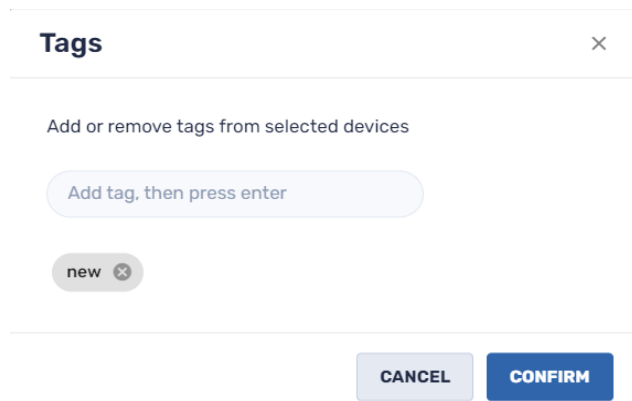 Tags
Add or remove tags from selected devices
Add tag, then press enter
new
CANCEL CONFIRM